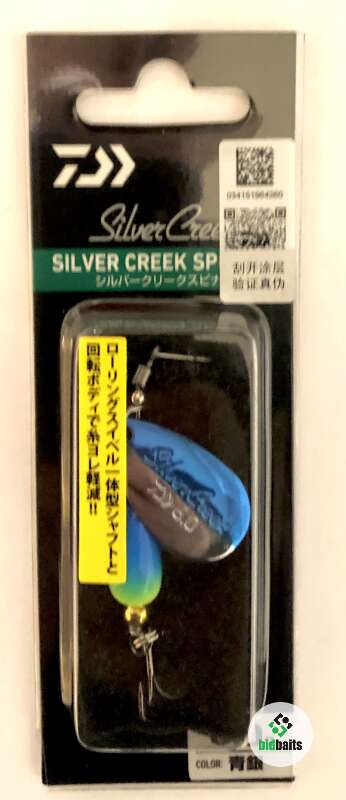 Silver Cree
SILVER CREEK SP
シルバークリークスピナ
刮开涂层
验证真伪
ローリングスイベル一体型シャフトと
回転ボディで糸ヨレ軽減!!
SilverCreek
COLOR:
青銀
bidbaits